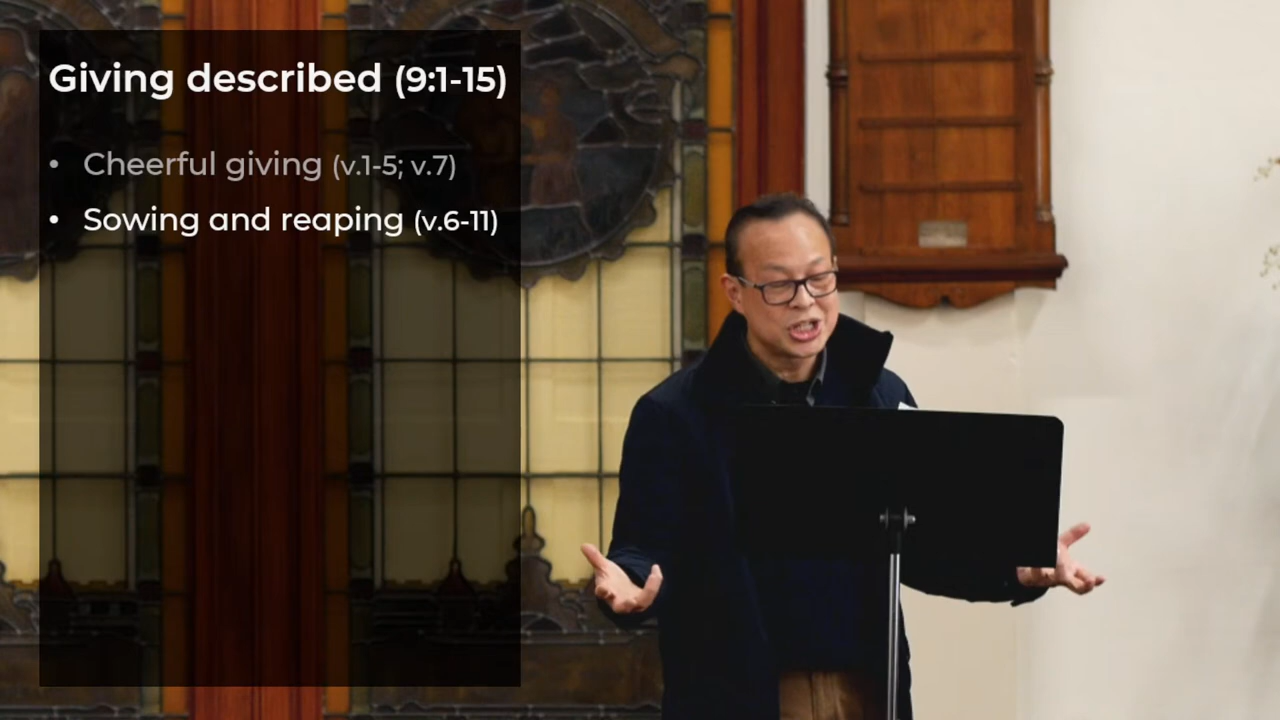 Giving described (9:1-15)
• Cheerful giving (v.1-5; v.7)
• Sowing and reaping (v.6-11)